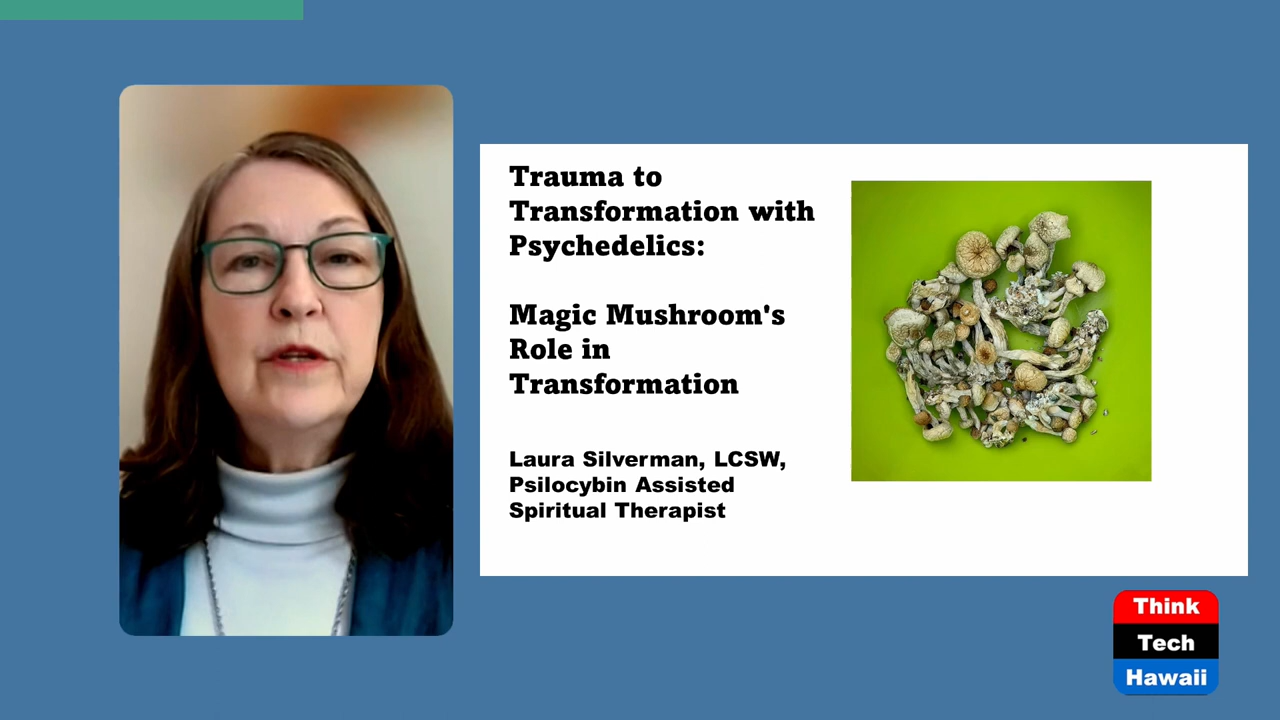 Trauma to
Transformation with
Psychedelics:
Magic Mushroom's
Role in
Transformation
Laura Silverman, LCSW,
Psilocybin Assisted
Spiritual Therapist
Think
Tech
Hawaii